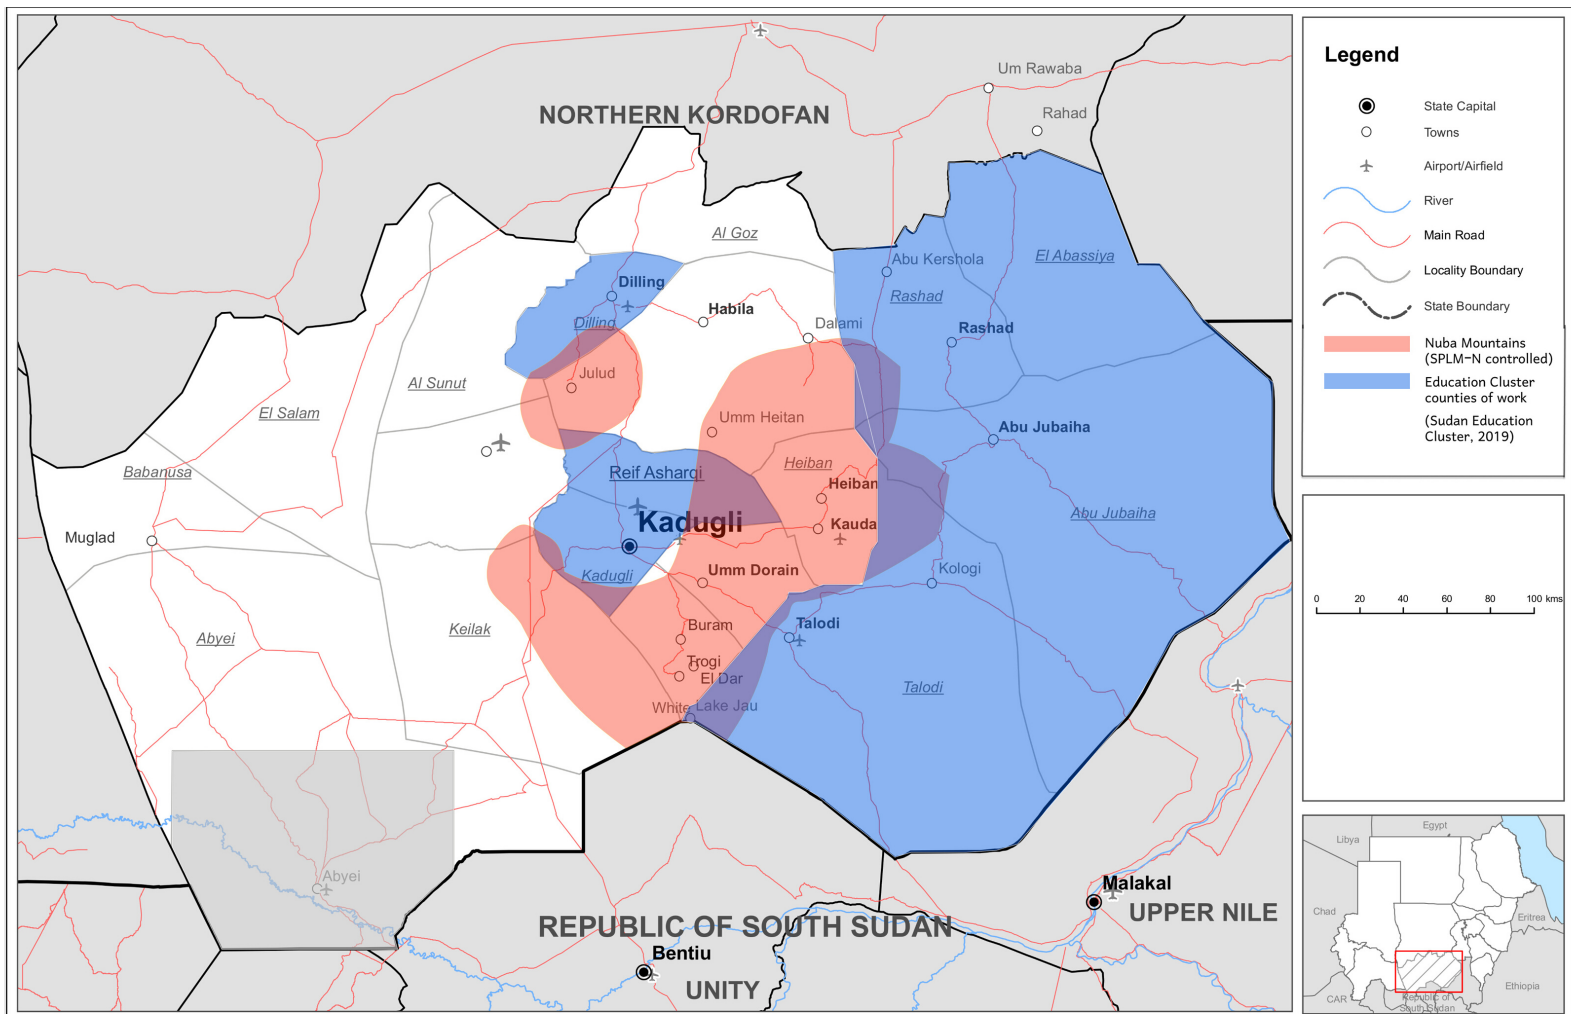 NORTHERN KORDOFAN
Um Rawaba
Rahad
Al Goz
Abu Kershola
El Abassiya
Rashad
Dilling
Dilling
Habila
Dalami
Rashad
Julud
Al Sunut
El Salam
Umm Heitan
Abu Jubaiha
Babanusa
Reif Asharqi
Heiban
Heiban
Abu Jubaiha
Kadugli
Kauda
Muglad
Kadugli
Umm Dorain
Kologi
Keilak
Abyei
Buram
Talodi
Trogi
El Dar
Talodi
White Lake Jau
Abyei
Malakal
UPPER NILE
REPUBLIC OF SOUTH SUDAN
Bentiu
UNITY
Legend
State Capital
Towns
Airport/Airfield
River
Main Road
Locality Boundary
State Boundary
Nuba Mountains
(SPLM-N controlled)
Education Cluster
counties of work
(Sudan Education
Cluster, 2019)
0 20 40 60 80 100 kms
Egypt
Libya
Chad
Eritrea
Ethiopia
CAR
Republic of
South Sudan